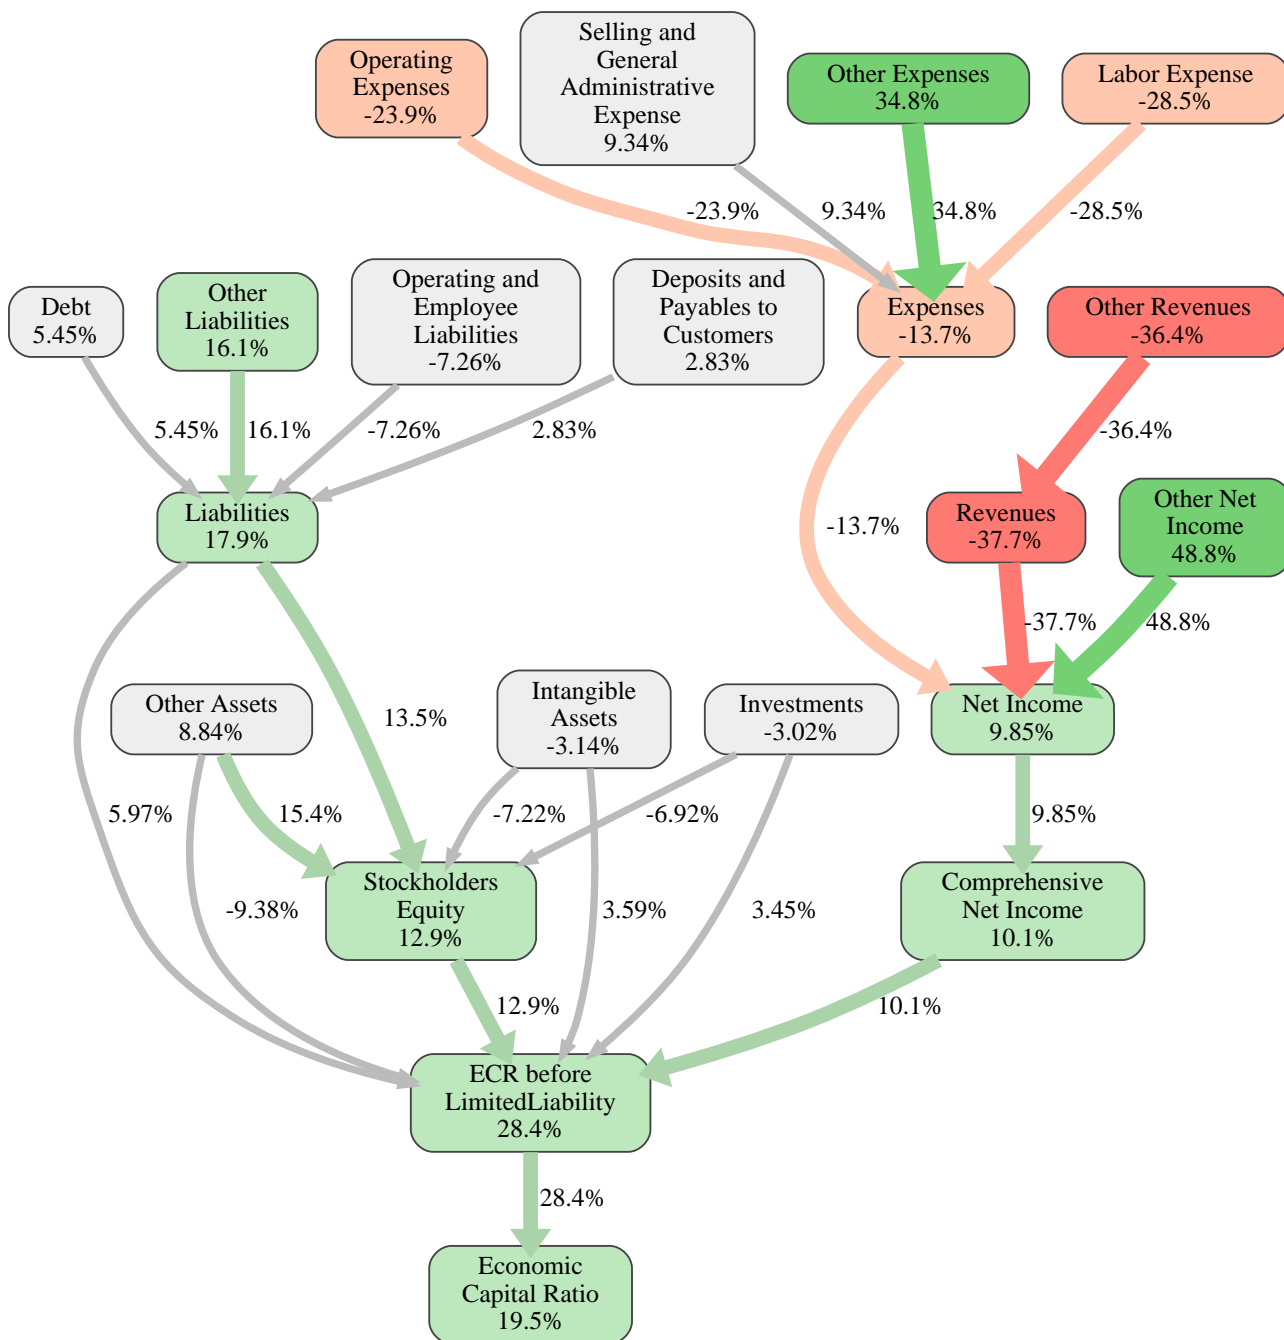 Operating
Expenses
-23.9%
Selling and
General
Administrative
Expense
9.34%
Other Expenses
34.8%
Labor Expense
-28.5%
-23.9%
9.34%
34.8%
-28.5%
Debt
5.45%
Other
Liabilities
16.1%
Operating and
Employee
Liabilities
-7.26%
Deposits and
Payables to
Customers
2.83%
Expenses
-13.7%
Other Revenues
-36.4%
5.45%
16.1%
-7.26%
2.83%
-36.4%
Liabilities
17.9%
-13.7%
Revenues
-37.7%
Other Net
Income
48.8%
-37.7%
48.8%
Other Assets
8.84%
13.5%
Intangible
Assets
-3.14%
Investments
-3.02%
Net Income
9.85%
5.97%
15.4%
-7.22%
-6.92%
9.85%
-9.38%
Stockholders
Equity
12.9%
3.59%
3.45%
Comprehensive
Net Income
10.1%
12.9%
10.1%
ECR before
LimitedLiability
28.4%
28.4%
Economic
Capital Ratio
19.5%